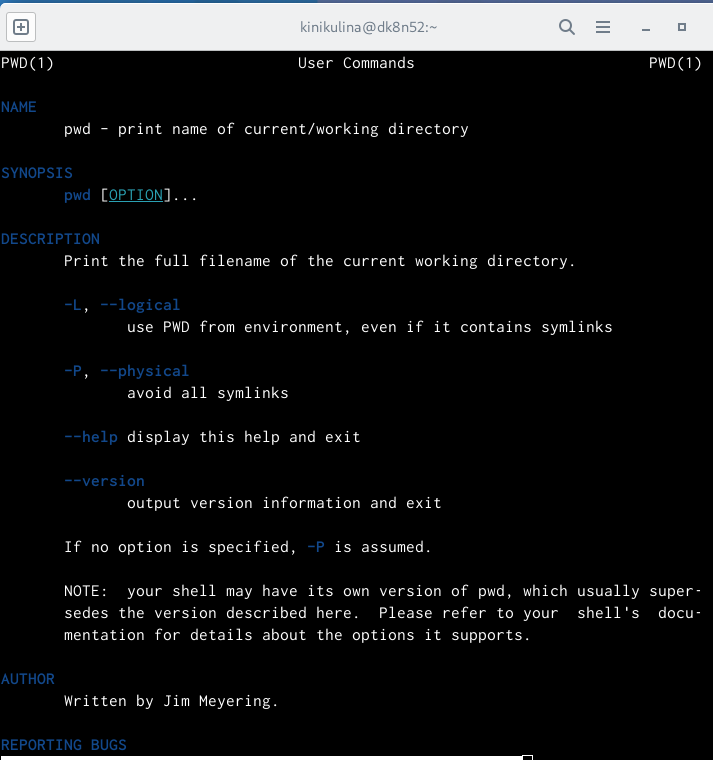 kinikulina@dk8n52:~
PWD(1) User Commands PWD(1)
NAME
pwd - print name of current/working directory
SYNOPSIS
pwd [OPTION]...
DESCRIPTION
Print the full filename of the current working directory.
-L, --logical
use PWD from environment, even if it contains symlinks
-P, --physical
avoid all symlinks
--help display this help and exit
--version
output version information and exit
If no option is specified, -P is assumed.
NOTE:  your shell may have its own version of pwd, which usually super-
sedes the version described here.  Please refer to your  shell's  docu-
mentation for details about the options it supports.
AUTHOR
Written by Jim Meyering.
REPORTING BUGS